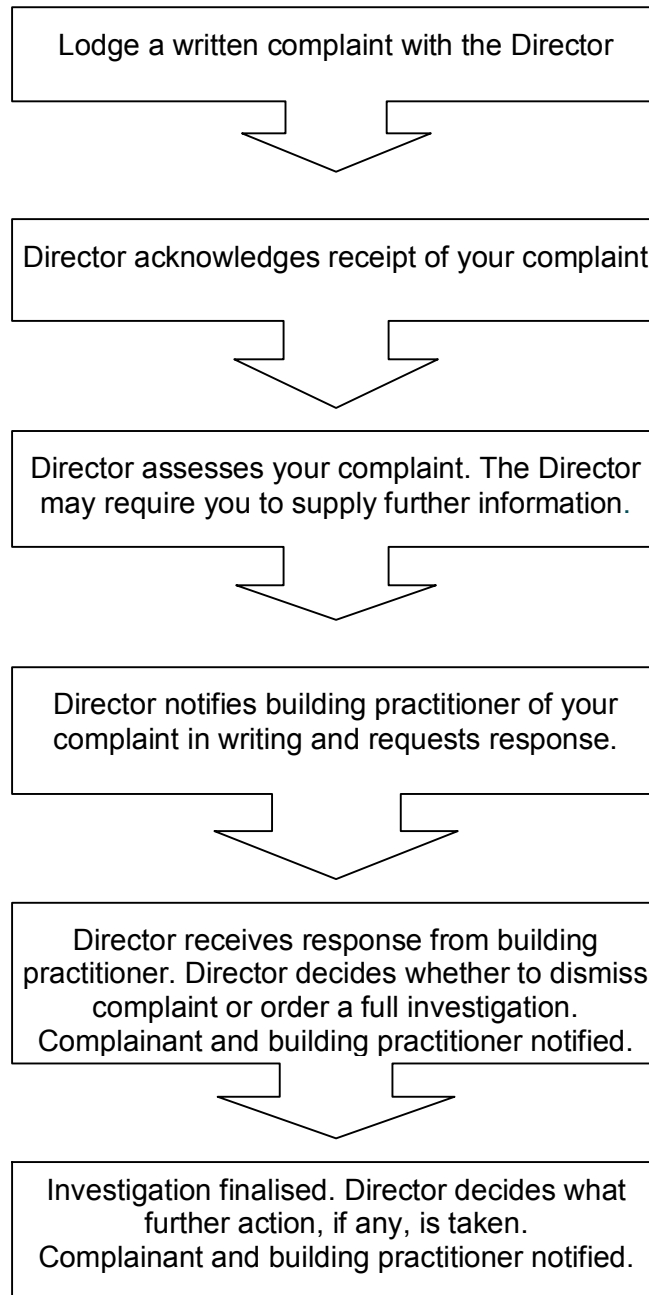 Lodge a written complaint with the Director
Director acknowledges receipt of your complaint
Director assesses your complaint. The Director
may require you to supply further information.
Director notifies building practitioner of your
complaint in writing and requests response.
Director receives response from building
practitioner. Director decides whether to dismiss
complaint or order a full investigation.
Complainant and building practitioner notified.
Investigation finalised. Director decides what
further action, if any, is taken.
Complainant and building practitioner notified.